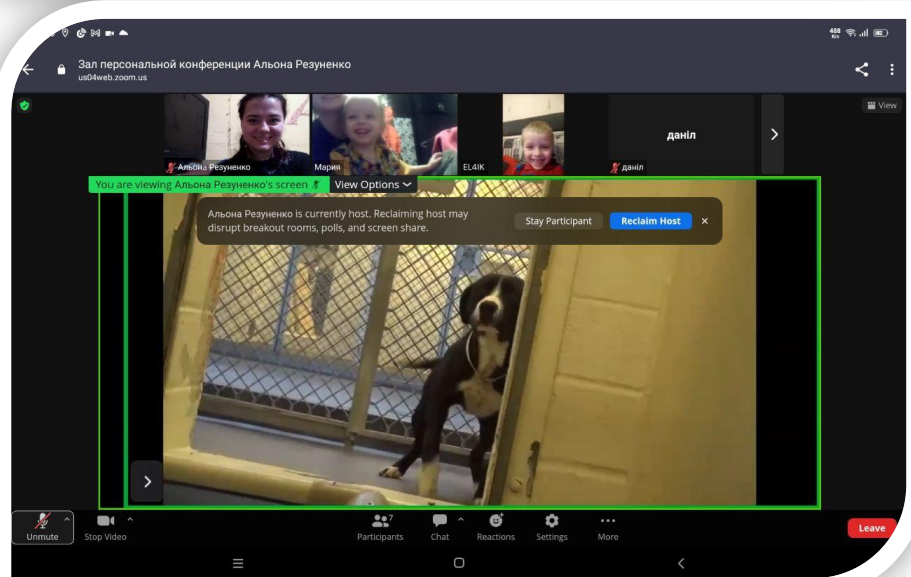 488
K/s
Зал персональной конференции Альона Резуненко
us04web.zoom.us
View
Альона Резуненко
Мария
EL4IK
даніл
даніл
You are viewing Альона Резуненко's screen
View Options
Альона Резуненко is currently host. Reclaiming host may
disrupt breakout rooms, polls, and screen share.
Stay Participant
Reclaim Host
7
Unmute
Stop Video
Participants
Chat
Reactions
Settings
More
Leave